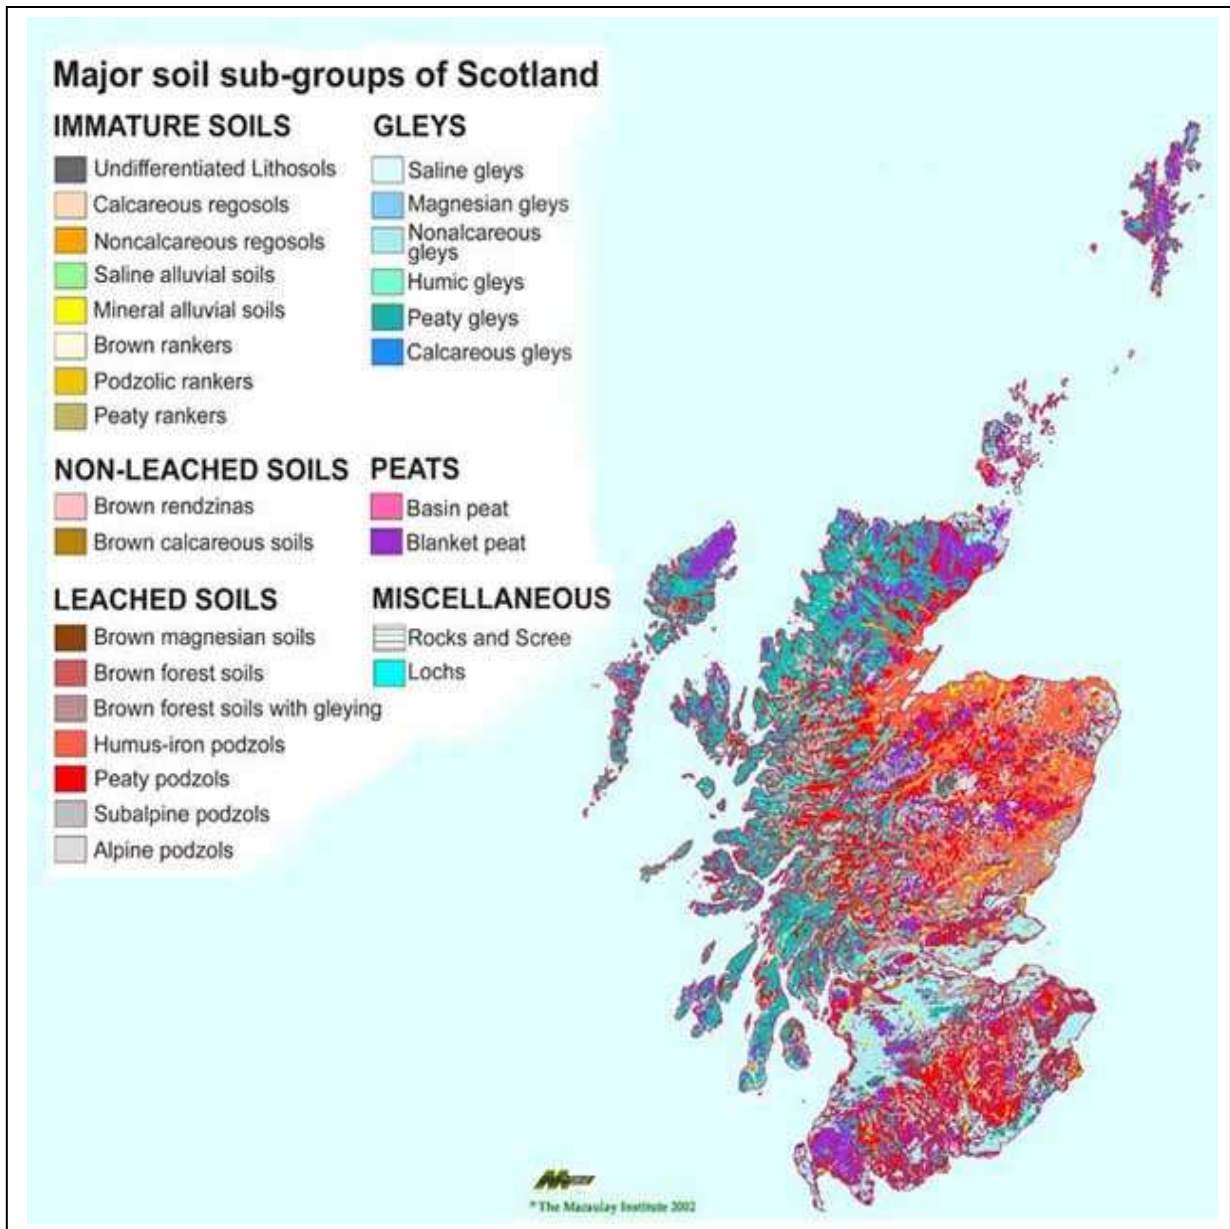 Major soil sub-groups of Scotland
IMMATURE SOILS
Undifferentiated Lithosols
Calcareous regosols
Noncalcareous regosols
Saline alluvial soils
Mineral alluvial soils
Brown rankers
Podzolic rankers
Peaty rankers
NON-LEACHED SOILS
Brown rendzinas
Brown calcareous soils
LEACHED SOILS
Brown magnesian soils
Brown forest soils
Brown forest soils with gleying
Humus-iron podzols
Peaty podzols
Subalpine podzols
Alpine podzols
GLEYS
Saline gleys
Magnesian gleys
Nonalcareous
gleys
Humic gleys
Peaty gleys
Calcareous gleys
PEATS
Basin peat
Blanket peat
MISCELLANEOUS
Rocks and Scree
Lochs
© The Macaulay Institute 2002